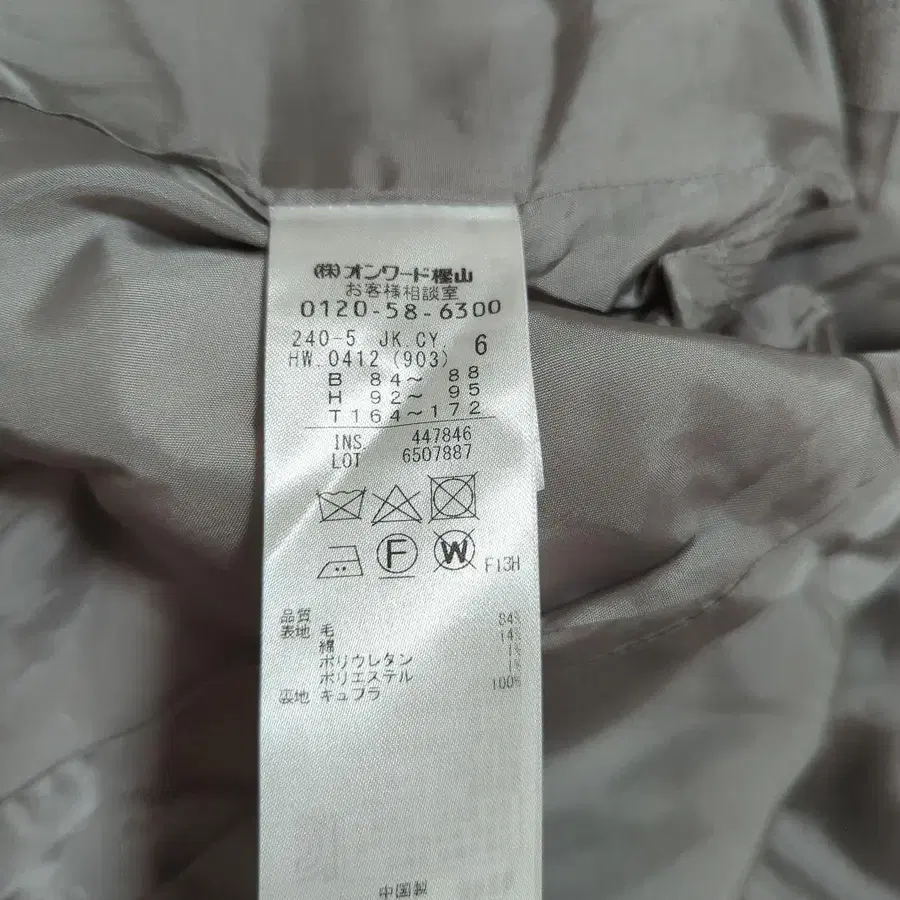 (株)オンワード樫山
お客様相談室
0120-58-6300
240-5 JK.CY. 6
HW.0412 (903)
B 84～ 88
H 92～ 95
T 164～172
INS 447846
LOT 6507887
F
W
F13H
品質
表地 毛 84%
綿 14%
ポリウレタン 1%
ポリエステル 1%
裏地 キュプラ 100%
中国製